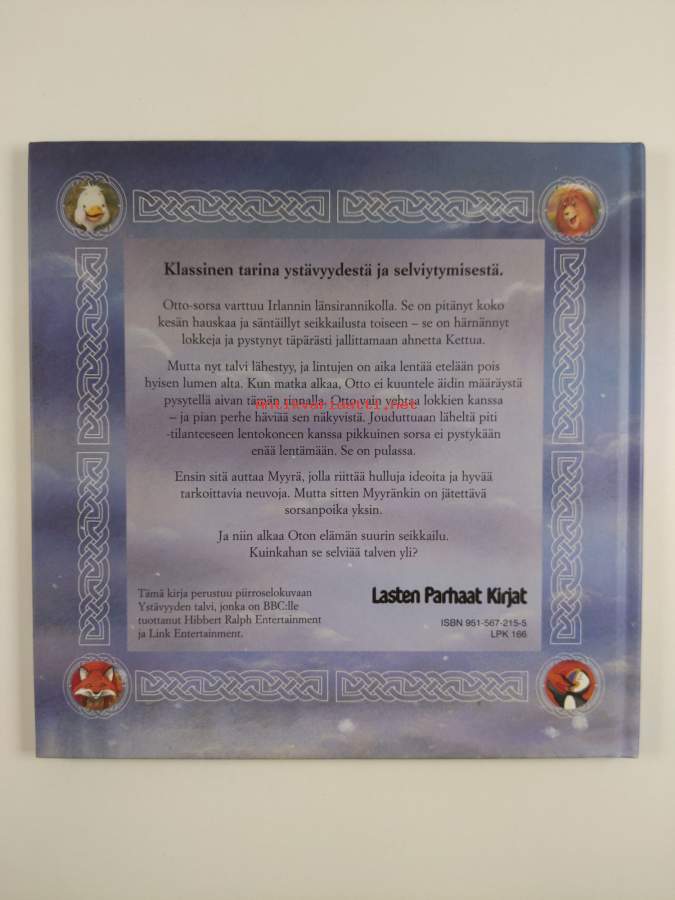 Klassinen tarina ystävyydestä ja selviytymisestä.
Otto-sorsa varttuu Irlannin länsirannikolla. Se on pitänyt koko
kesän hauskaa ja säntäillyt seikkailusta toiseen – se on härnännyt
lokkeja ja pystynyt täpärästi jallittamaan ahnetta Kettua.
Mutta nyt talvi lähestyy, ja lintujen on aika lentää etelään pois
hyisen lumen alta. Kun matka alkaa, Otto ei kuuntele äidin määräystä
pysytellä aivan tämän rinnalla. Otto vain vehtaa lokkien kanssa
Antikvariaatti.net
– ja pian perhe häviää sen näkyvistä. Jouduttuaan läheltä piti
-tilanteeseen lentokoneen kanssa pikkuinen sorsa ei pystykään
enää lentämään. Se on pulassa.
Ensin sitä auttaa Myyrä, jolla riittää hulluja ideoita ja hyvää
tarkoittavia neuvoja. Mutta sitten Myyränkin on jätettävä
sorsanpoika yksin.
Ja niin alkaa Oton elämän suurin seikkailu.
Kuinkahan se selviää talven yli?
Tämä kirja perustuu piirroselokuvaan
Ystävyyden talvi, jonka on BBC:lle
tuottanut Hibbert Ralph Entertainment
ja Link Entertainment.
Lasten Parhaat Kirjat
ISBN 951-567-215-5
LPK 166